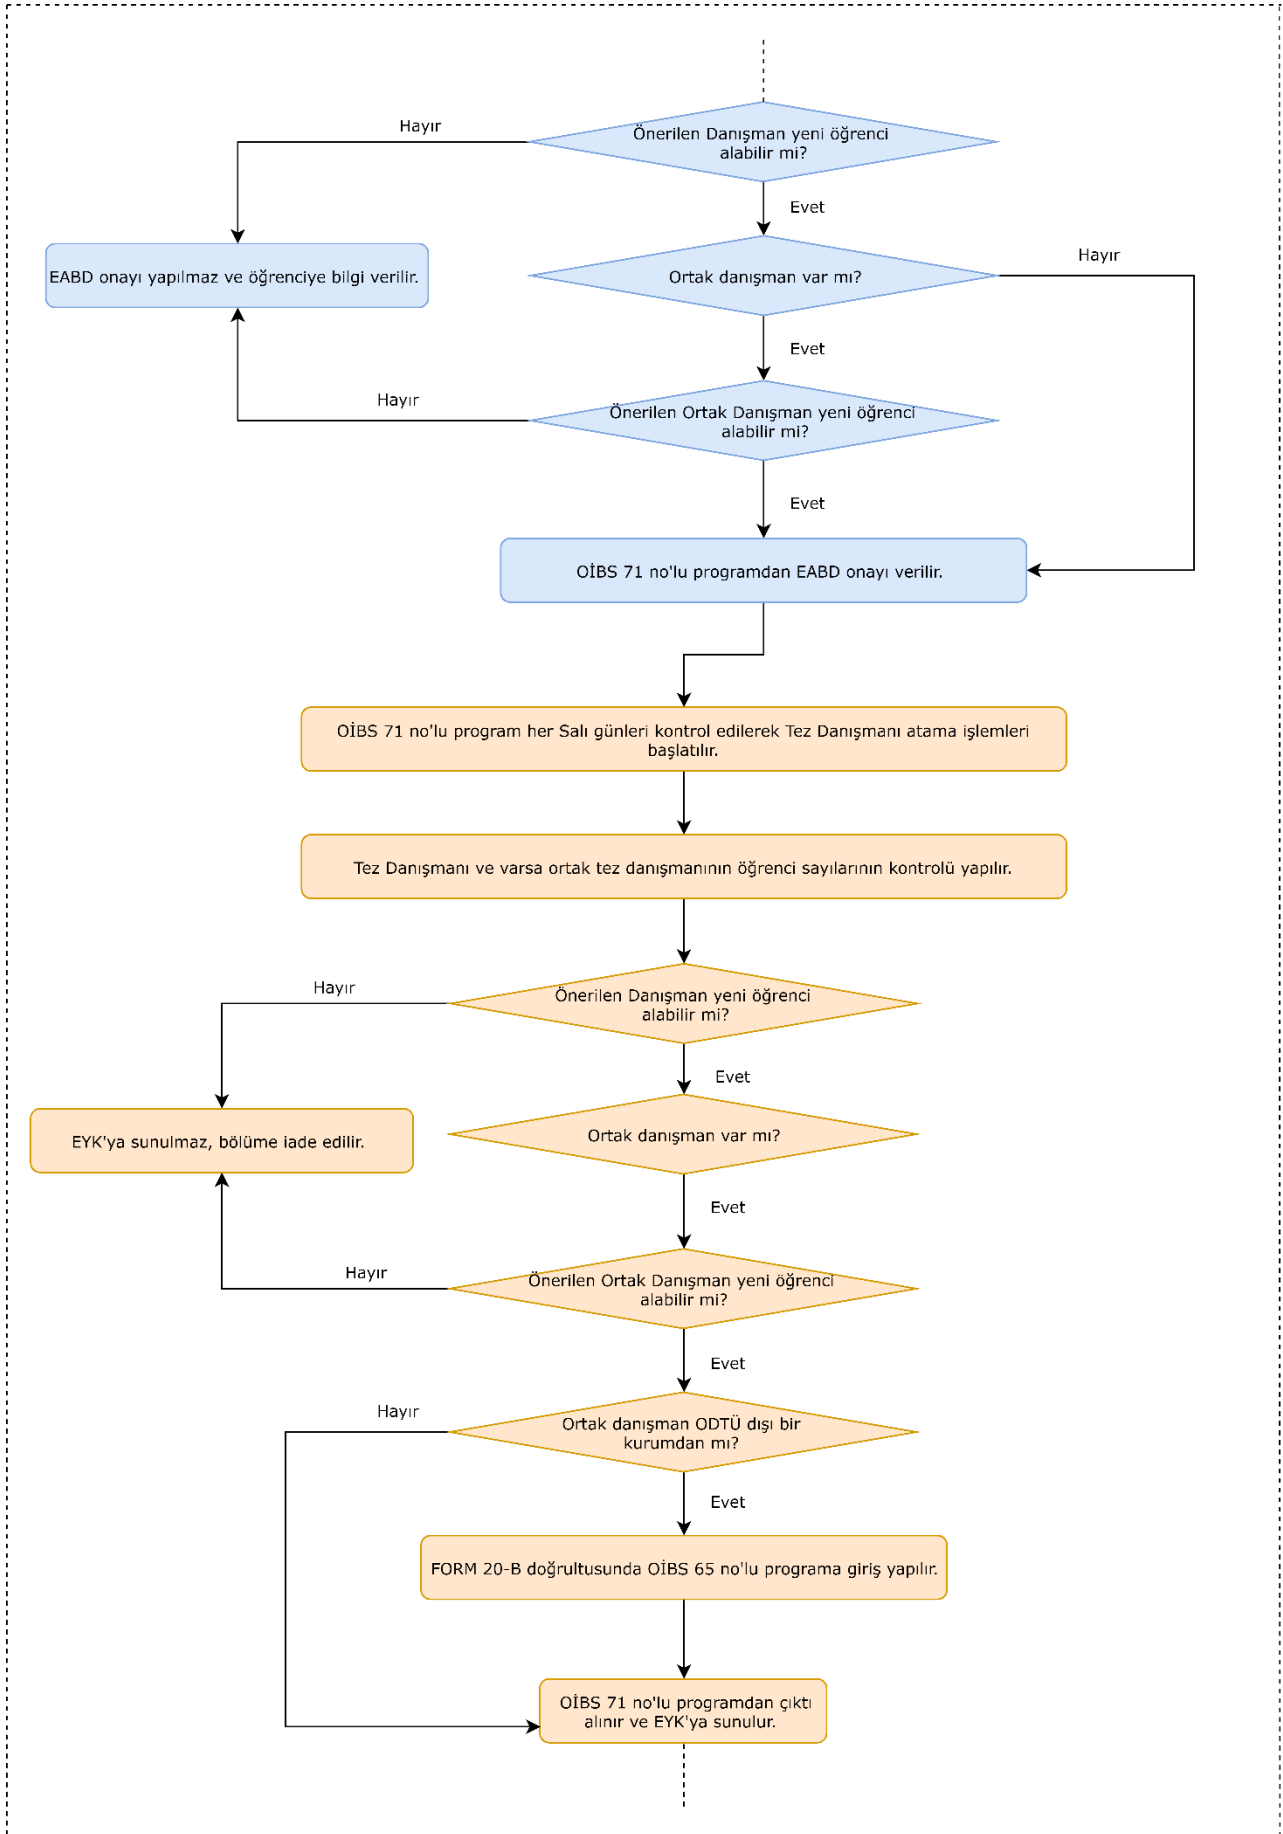 Önerilen Danışman yeni öğrenci
alabilir mi?
Hayır
Evet
EABD onayı yapılmaz ve öğrenciye bilgi verilir.
Ortak danışman var mı?
Hayır
Evet
Önerilen Ortak Danışman yeni öğrenci
alabilir mi?
Hayır
Evet
OİBS 71 no'lu programdan EABD onayı verilir.
OİBS 71 no'lu program her Salı günleri kontrol edilerek Tez Danışmanı atama işlemleri
başlatılır.
Tez Danışmanı ve varsa ortak tez danışmanının öğrenci sayılarının kontrolü yapılır.
Önerilen Danışman yeni öğrenci
alabilir mi?
Hayır
Evet
EYK'ya sunulmaz, bölüme iade edilir.
Ortak danışman var mı?
Evet
Önerilen Ortak Danışman yeni öğrenci
alabilir mi?
Hayır
Evet
Ortak danışman ODTÜ dışı bir
kurumdan mı?
Hayır
Evet
FORM 20-B doğrultusunda OİBS 65 no'lu programa giriş yapılır.
OİBS 71 no'lu programdan çıktı
alınır ve EYK'ya sunulur.